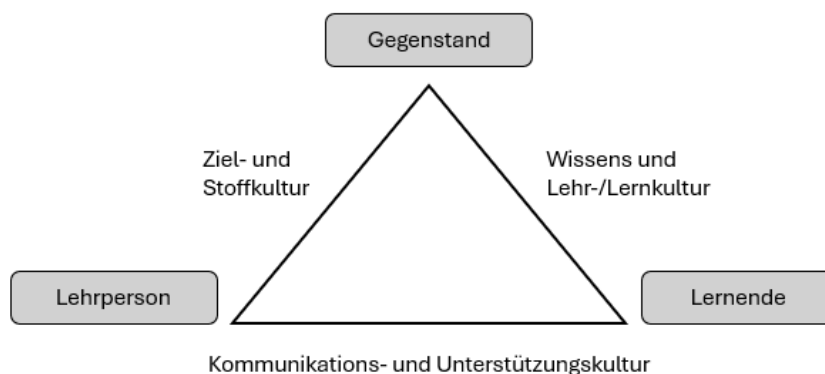 Gegenstand
Ziel- und
Stoffkultur
Wissens und
Lehr-/Lernkultur
Lehrperson
Lernende
Kommunikations- und Unterstützungskultur